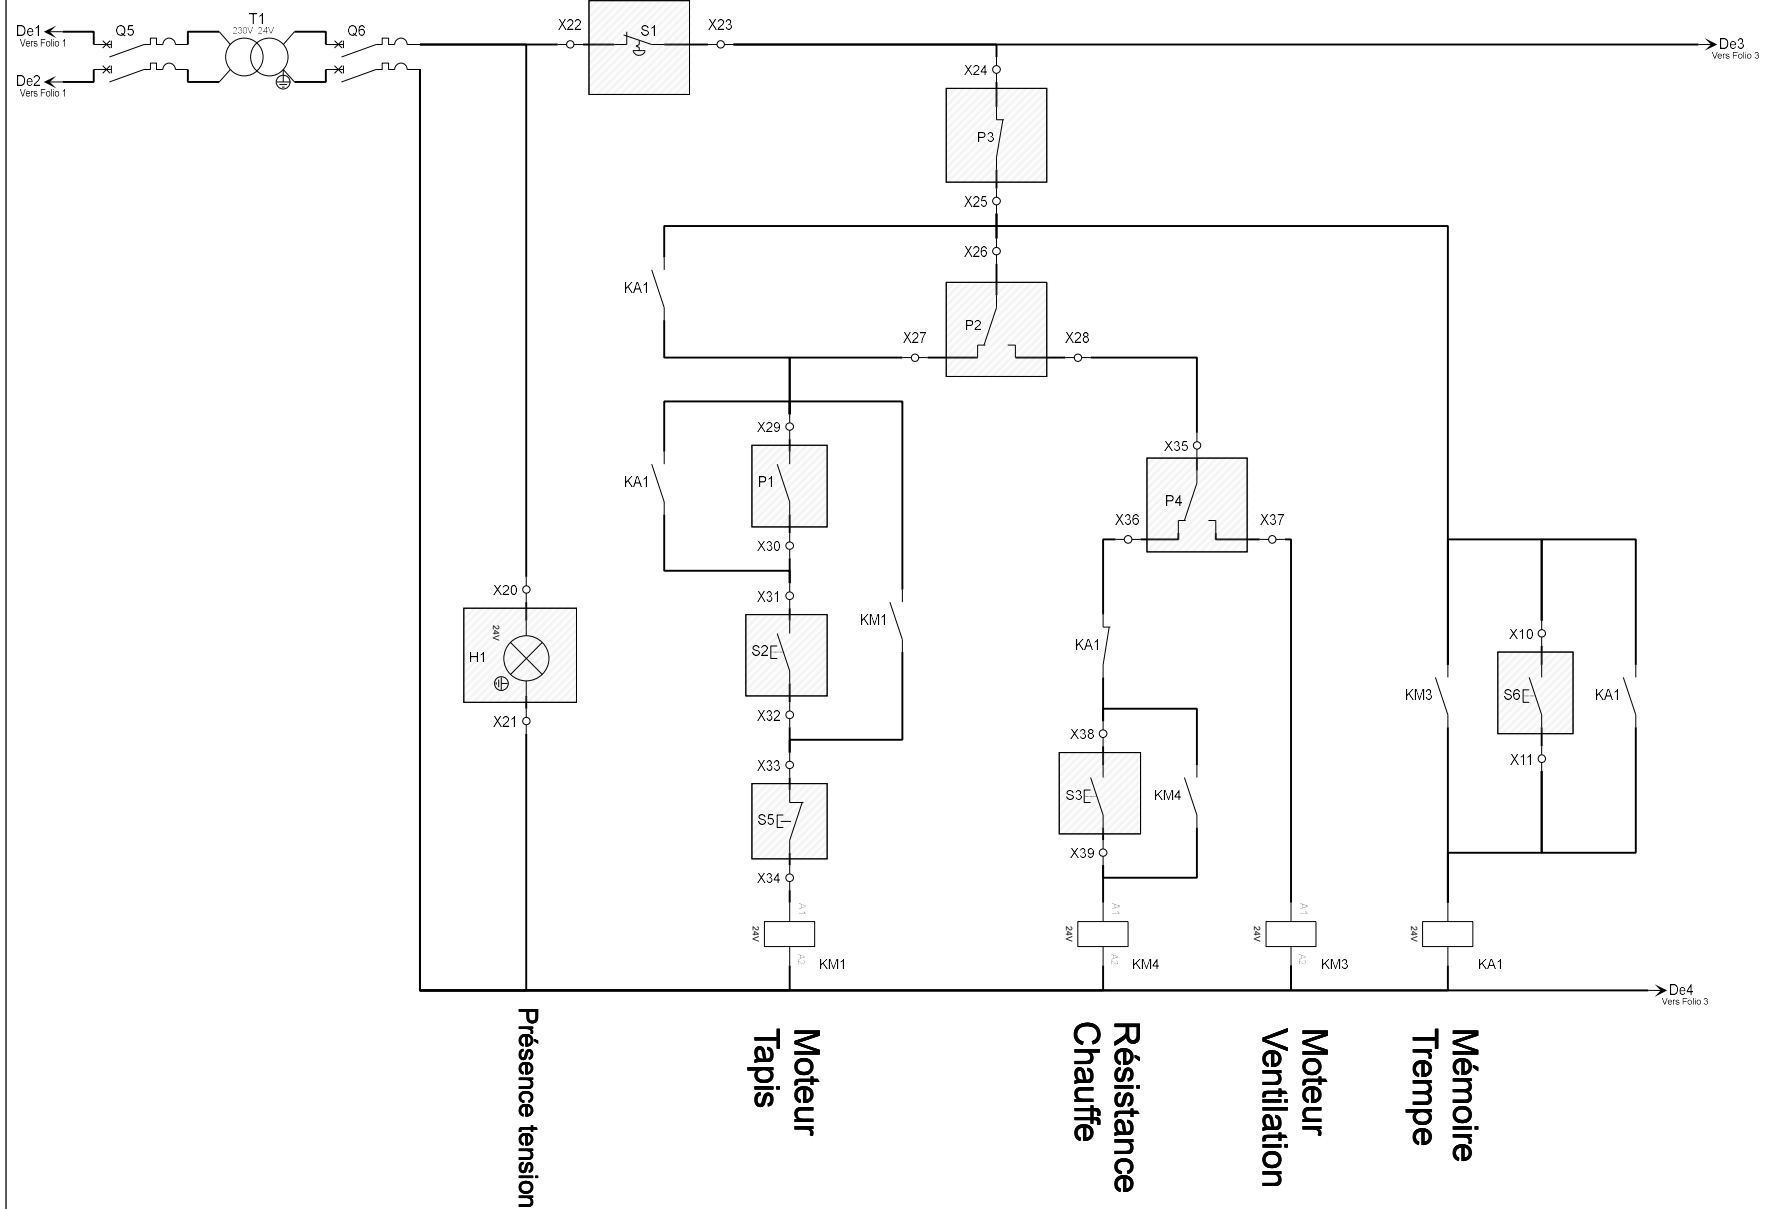 De1
Vers Folio 1
Q5
T1
230V 24V
Q6
X22
S1
X23
De3
Vers Folio 3
De2
Vers Folio 1
X24
P3
X25
X26
KA1
P2
X27
X28
X29
X35
KA1
P1
P4
X36
X37
X30
X20
X31
KM1
24V
H1
S2
X10
KA1
KM3
S6
KA1
X21
X32
X38
X11
X33
S3
KM4
S5
X39
X34
A1
24V
A2
KM1
A1
24V
A2
KM4
A1
24V
A2
KM3
24V
KA1
De4
Vers Folio 3
Présence tension
Moteur
Tapis
Résistance
Chauffe
Moteur
Ventilation
Mémoire
Trempe